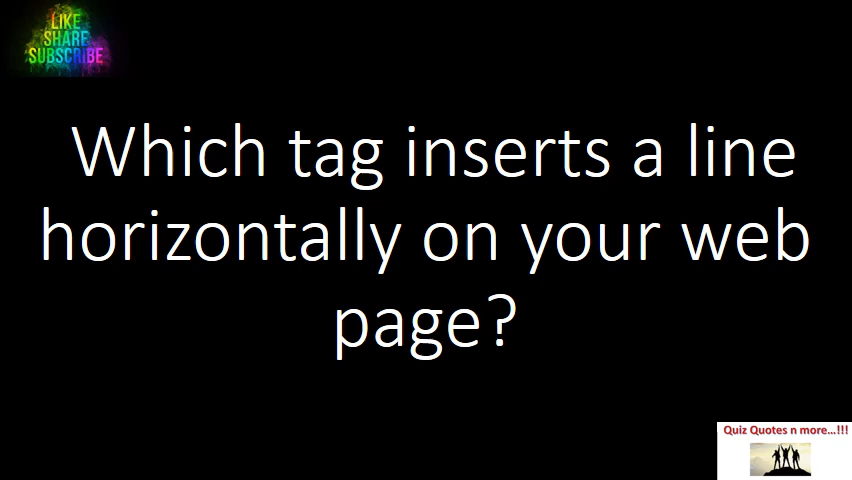 LIKE
SHARE
SUBSCRIBE
Which tag inserts a line
horizontally on your web
page?
Quiz Quotes n more...!!!